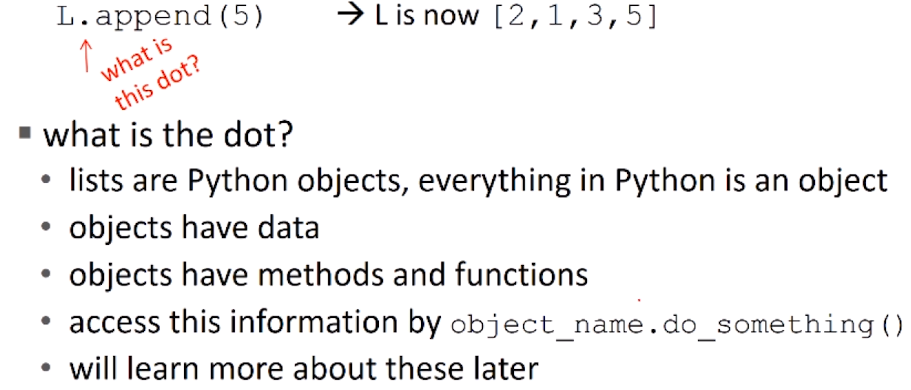 L.append(5) → L is now [2,1,3,5]
what is
this dot?
▪ what is the dot?
• lists are Python objects, everything in Python is an object
• objects have data
• objects have methods and functions
• access this information by object_name.do_something()
• will learn more about these later